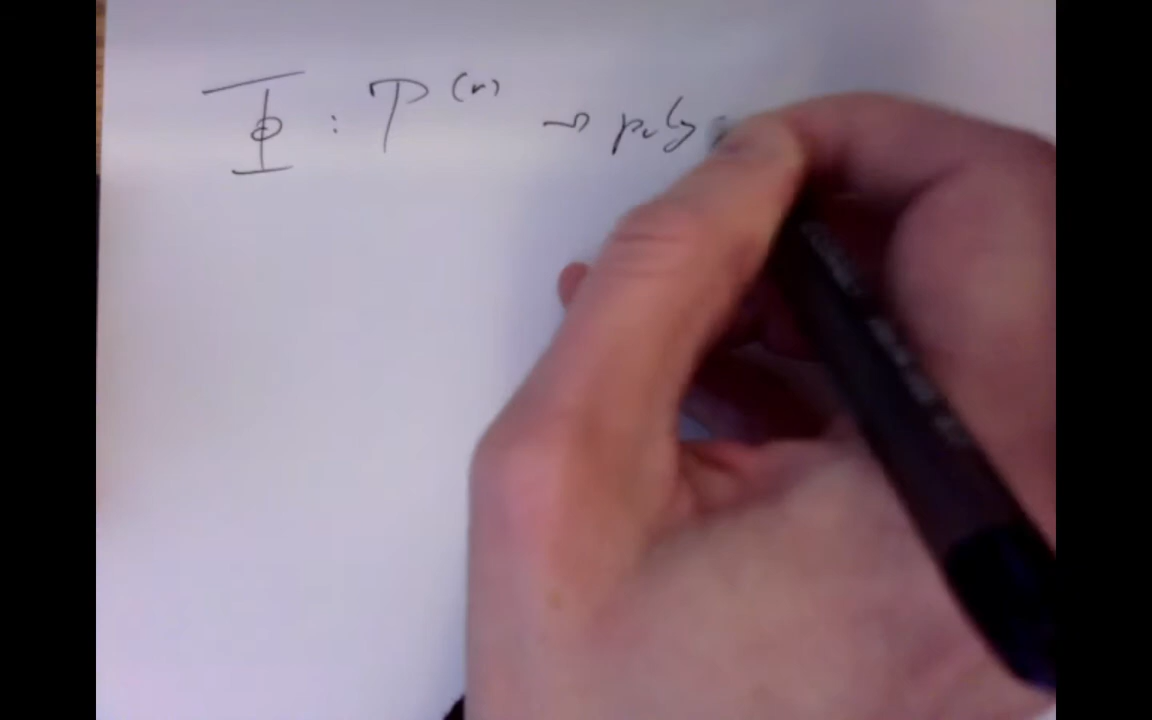 Φ : P^(n) → poly